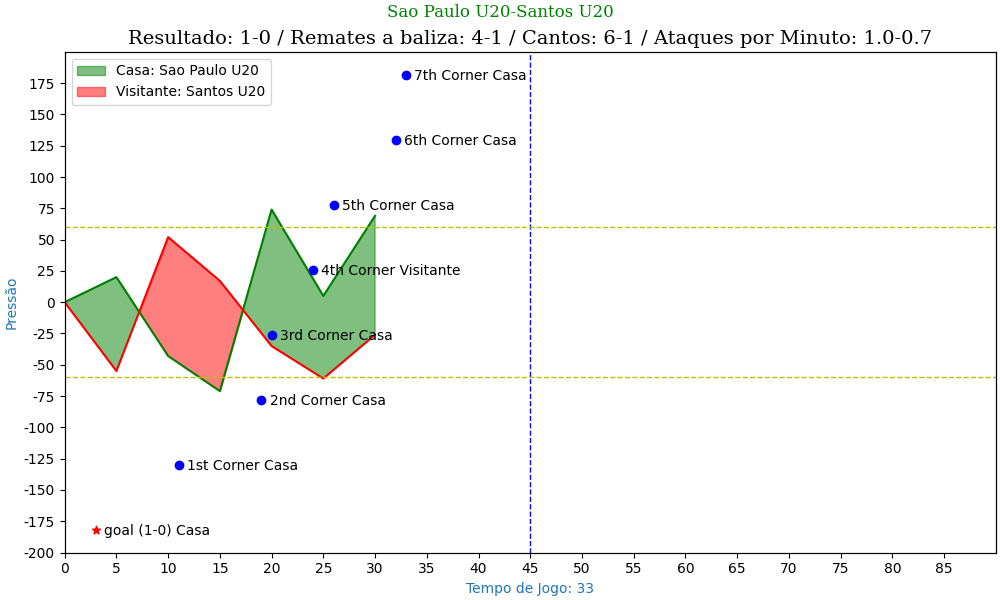 Sao Paulo U20-Santos U20
Resultado: 1-0 / Remates a baliza: 4-1 / Cantos: 6-1 / Ataques por Minuto: 1.0-0.7
Casa: Sao Paulo U20
Visitante: Santos U20
7th Corner Casa
6th Corner Casa
5th Corner Casa
4th Corner Visitante
3rd Corner Casa
2nd Corner Casa
1st Corner Casa
goal (1-0) Casa
Pressão
175
150
125
100
75
50
25
0
-25
-50
-75
-100
-125
-150
-175
-200
0 5 10 15 20 25 30 35 40 45 50 55 60 65 70 75 80 85
Tempo de Jogo: 33